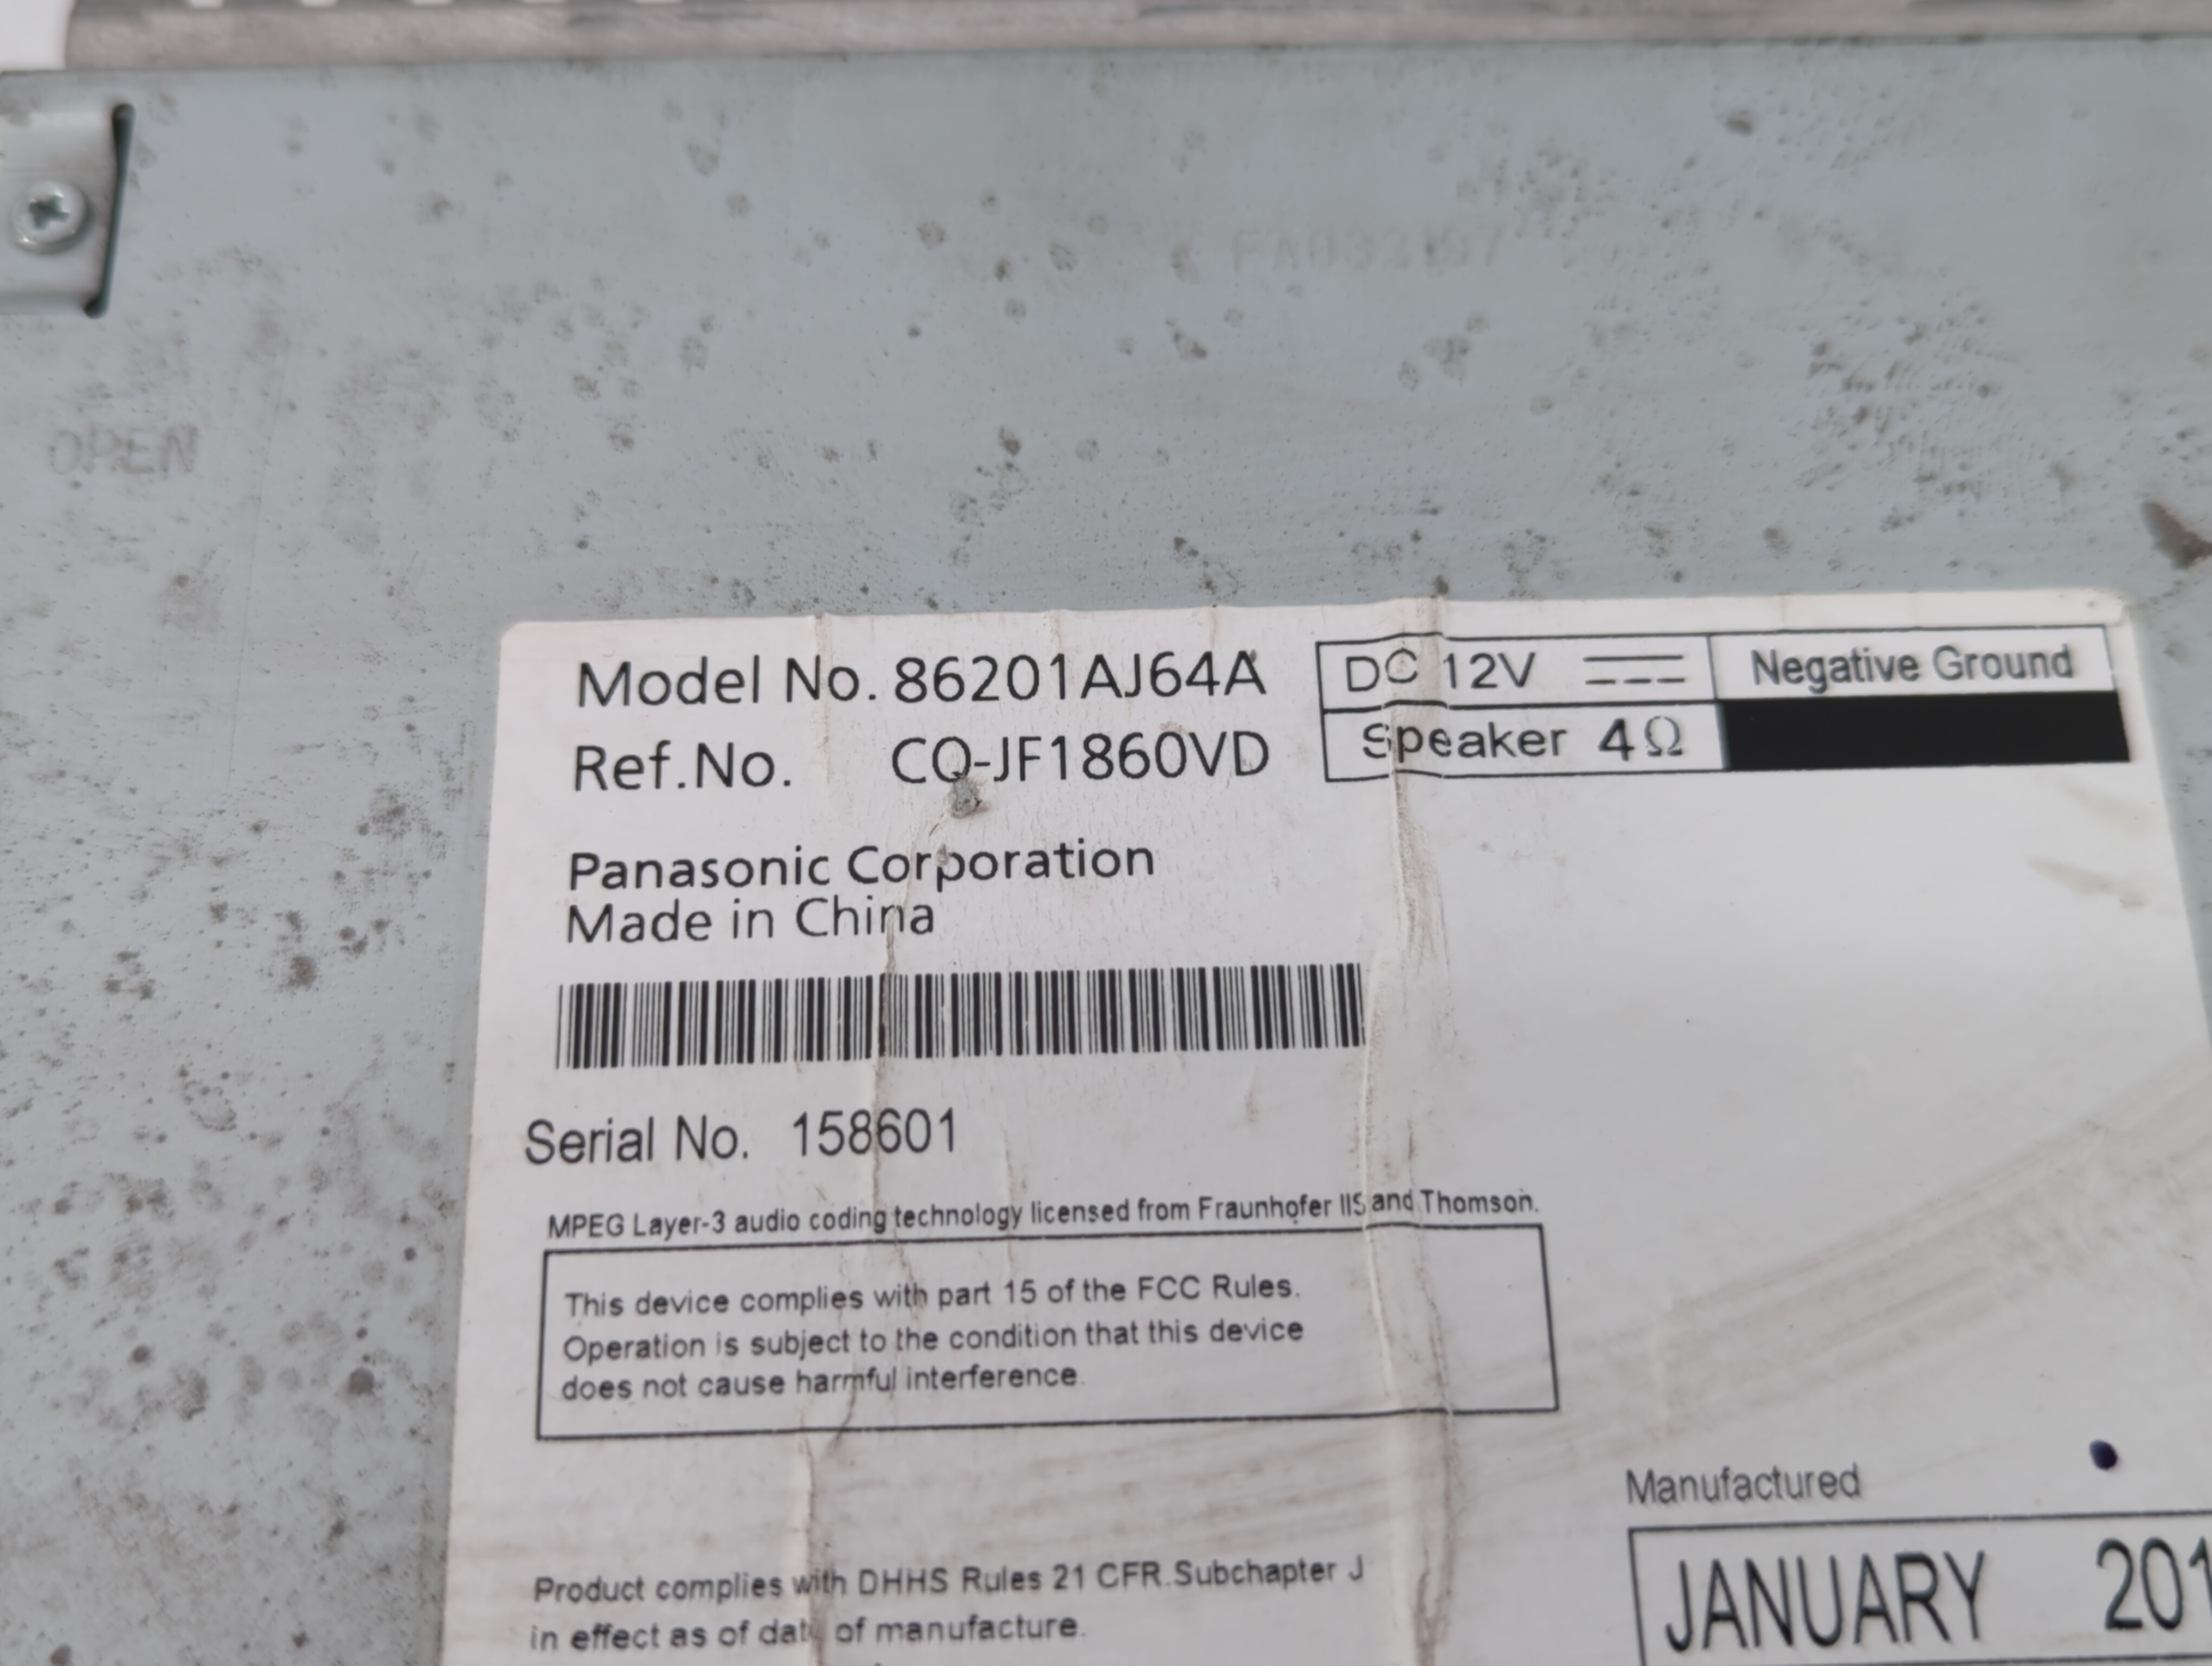 OPEN
Model No. 86201AJ64A
Ref.No. CQ-JF1860VD
DC 12V
Negative Ground
Speaker 4Ω
Panasonic Corporation
Made in China
Serial No. 158601
MPEG Layer-3 audio coding technology licensed from Fraunhofer IIS and Thomson.
This device complies with part 15 of the FCC Rules.
Operation is subject to the condition that this device
does not cause harmful interference.
Manufactured
JANUARY 201
Product complies with DHHS Rules 21 CFR.Subchapter J
in effect as of date of manufacture.